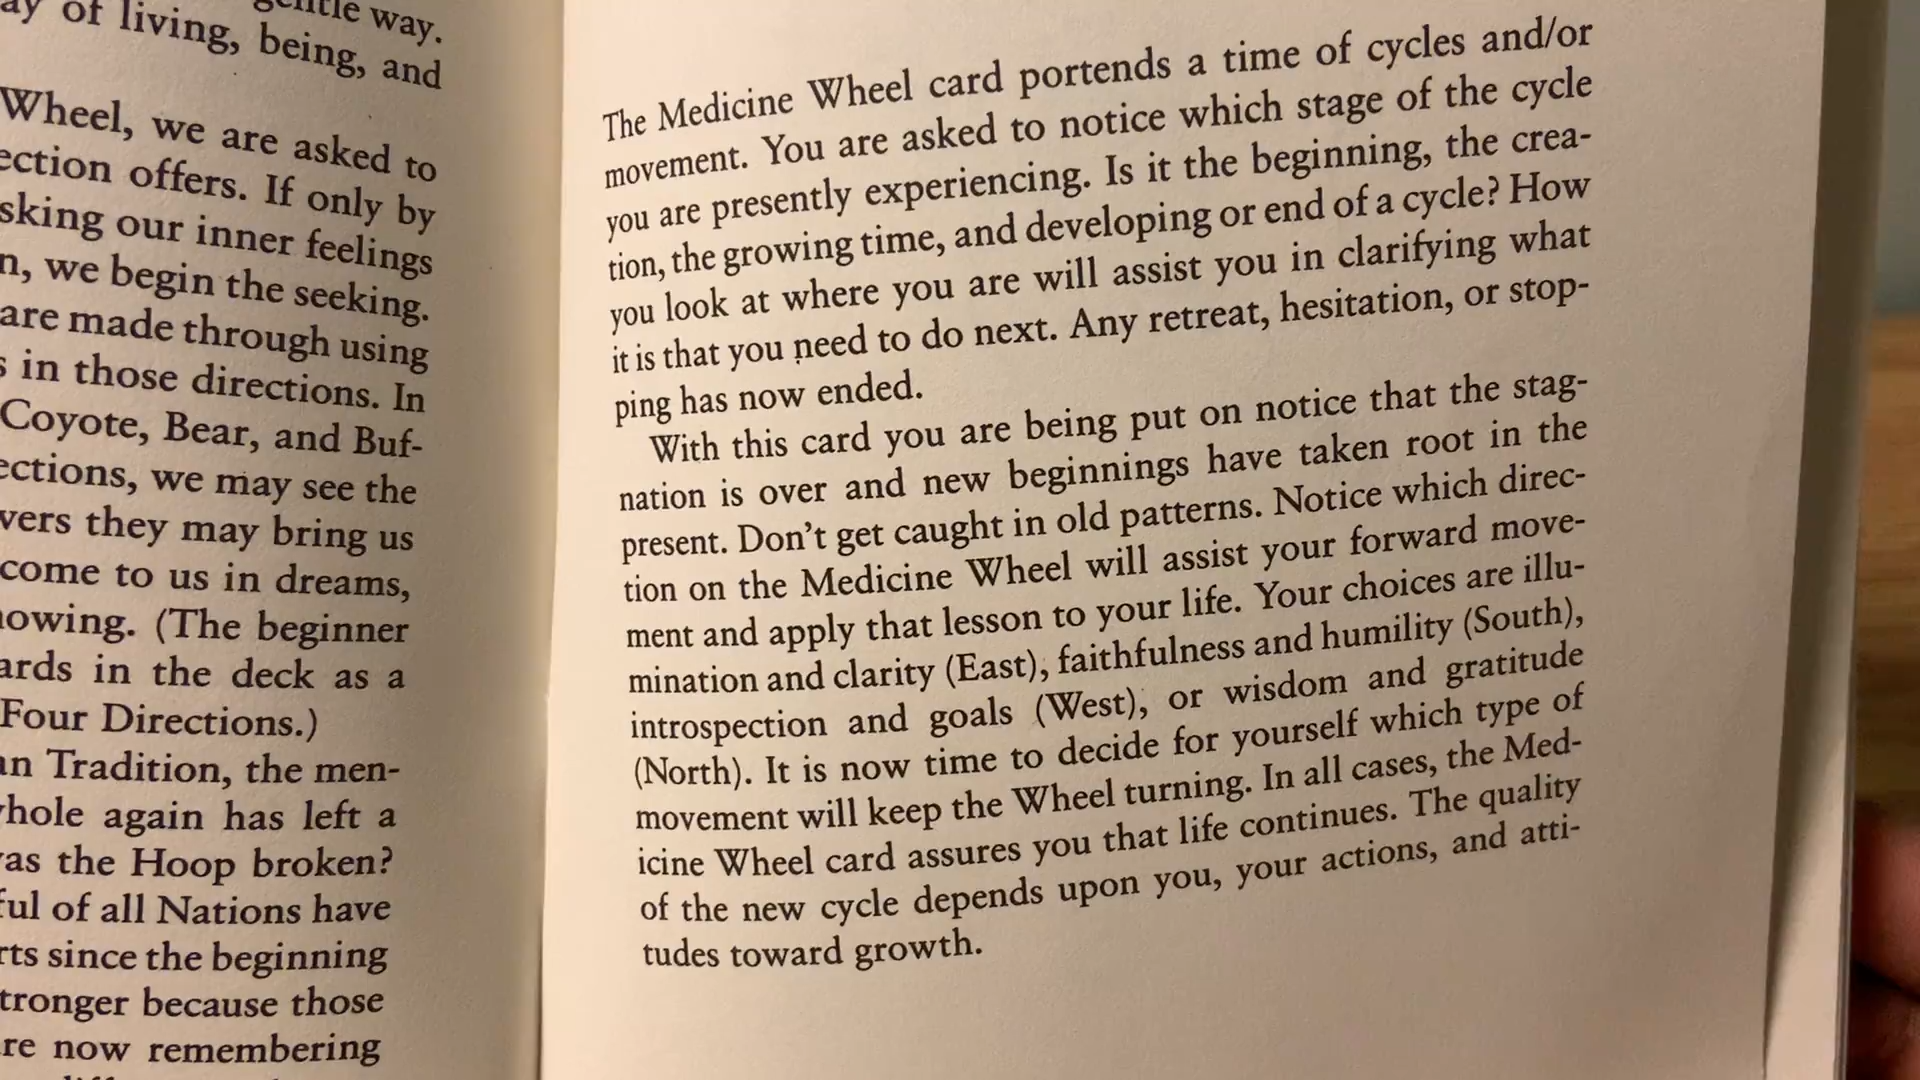 gentle way.
ay of living, being, and
Wheel, we are asked to
ection offers. If only by
sking our inner feelings
n, we begin the seeking.
are made through using
s in those directions. In
Coyote, Bear, and Buf-
ections, we may see the
vers they may bring us
come to us in dreams,
nowing. (The beginner
ards in the deck as a
Four Directions.)
an Tradition, the men-
whole again has left a
was the Hoop broken?
ful of all Nations have
rts since the beginning
tronger because those
re now remembering
The Medicine Wheel card portends a time of cycles and/or
movement. You are asked to notice which stage of the cycle
you are presently experiencing. Is it the beginning, the crea-
tion, the growing time, and developing or end of a cycle? How
you look at where you are will assist you in clarifying what
it is that you need to do next. Any retreat, hesitation, or stop-
ping has now ended.
With this card you are being put on notice that the stag-
nation is over and new beginnings have taken root in the
present. Don't get caught in old patterns. Notice which direc-
tion on the Medicine Wheel will assist your forward move-
ment and apply that lesson to your life. Your choices are illu-
mination and clarity (East), faithfulness and humility (South),
introspection and goals (West), or wisdom and gratitude
(North). It is now time to decide for yourself which type of
movement will keep the Wheel turning. In all cases, the Med-
icine Wheel card assures you that life continues. The quality
of the new cycle depends upon you, your actions, and atti-
tudes toward growth.